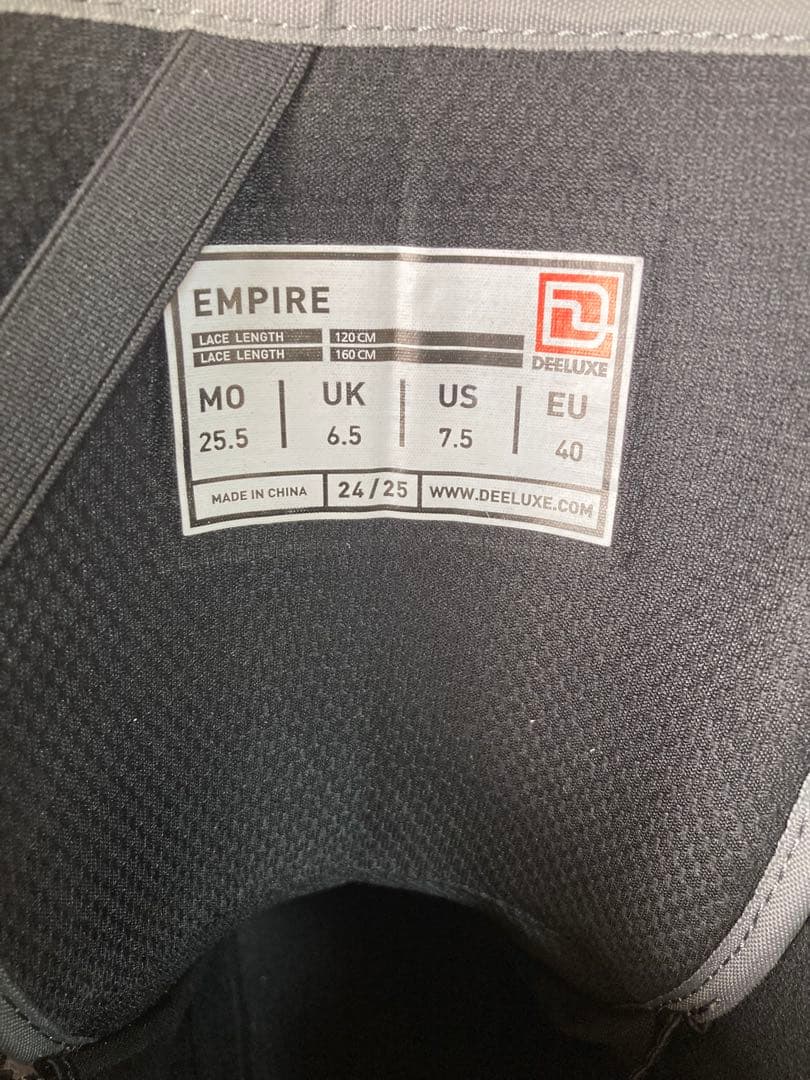 EMPIRE
LACE LENGTH 120 CM
LACE LENGTH 160 CM
DEELUXE
MO UK US EU
25.5 6.5 7.5 40
MADE IN CHINA 24/25 WWW.DEELUXE.COM